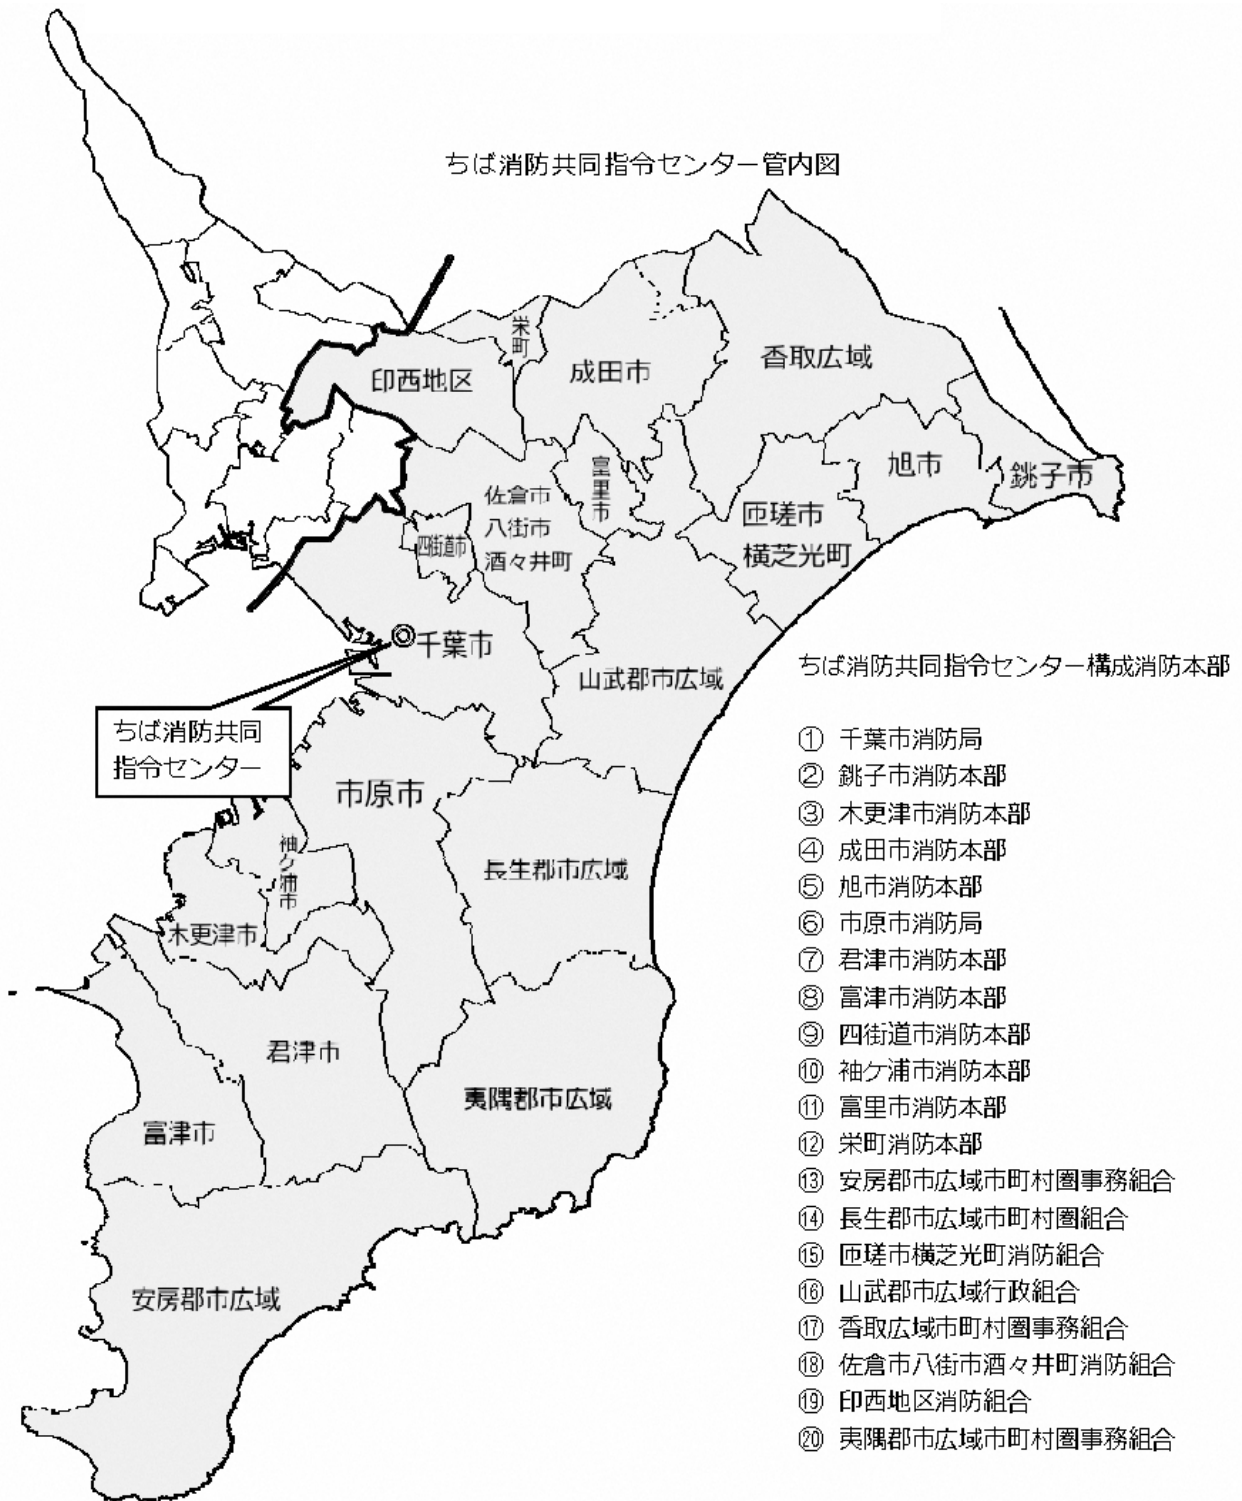 ちば消防共同指令センター管内図
栄町
印西地区
成田市
香取広域
富里市
旭市
銚子市
佐倉市
八街市
酒々井町
四街道市
匝瑳市
横芝光町
千葉市
山武郡市広域
ちば消防共同
指令センター
市原市
袖ケ浦市
長生郡市広域
木更津市
君津市
夷隅郡市広域
富津市
安房郡市広域
ちば消防共同指令センター構成消防本部
① 千葉市消防局
② 銚子市消防本部
③ 木更津市消防本部
④ 成田市消防本部
⑤ 旭市消防本部
⑥ 市原市消防局
⑦ 君津市消防本部
⑧ 富津市消防本部
⑨ 四街道市消防本部
⑩ 袖ケ浦市消防本部
⑪ 富里市消防本部
⑫ 栄町消防本部
⑬ 安房郡市広域市町村圏事務組合
⑭ 長生郡市広域市町村圏組合
⑮ 匝瑳市横芝光町消防組合
⑯ 山武郡市広域行政組合
⑰ 香取広域市町村圏事務組合
⑱ 佐倉市八街市酒々井町消防組合
⑲ 印西地区消防組合
⑳ 夷隅郡市広域市町村圏事務組合